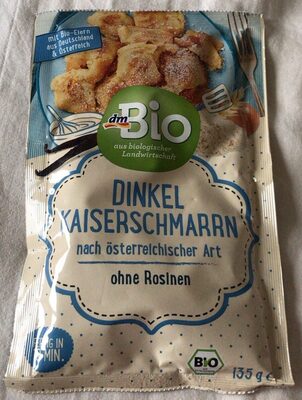 mit Bio-Eiern
aus Deutschland
& Österreich
dm
Bio
aus biologischer
Landwirtschaft
DINKEL
KAISERSCHMARRN
nach österreichischer Art
ohne Rosinen
MIN.
BIO
135g e